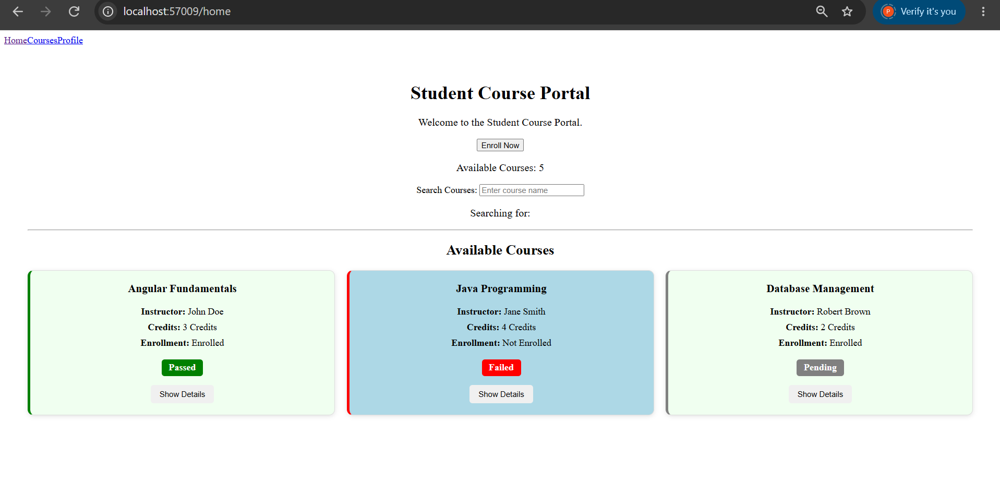 localhost:57009/home
P Verify it's you
HomeCoursesProfile
Student Course Portal
Welcome to the Student Course Portal.
Enroll Now
Available Courses: 5
Search Courses: Enter course name
Searching for:
Available Courses
Angular Fundamentals
Instructor: John Doe
Credits: 3 Credits
Enrollment: Enrolled
Passed
Show Details
Java Programming
Instructor: Jane Smith
Credits: 4 Credits
Enrollment: Not Enrolled
Failed
Show Details
Database Management
Instructor: Robert Brown
Credits: 2 Credits
Enrollment: Enrolled
Pending
Show Details